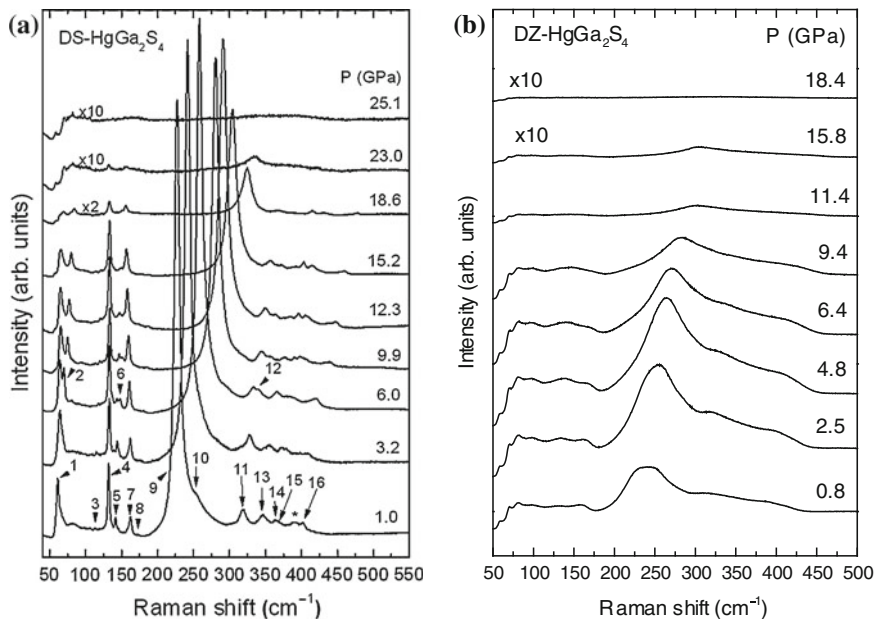 (a)
DS-HgGa₂S₄
P (GPa)
x10
25.1
x10
23.0
x2
18.6
15.2
12.3
9.9
12
2
6
6.0
3.2
1
3
4
5
7
8
9
10
11
13
14
15
*
16
1.0
50 100 150 200 250 300 350 400 450 500 550
Raman shift (cm⁻¹)
Intensity (arb. units)
(b)
DZ-HgGa₂S₄
P (GPa)
x10
18.4
x10
15.8
11.4
9.4
6.4
4.8
2.5
0.8
50 100 150 200 250 300 350 400 450 500
Raman shift (cm⁻¹)
Intensity (arb. units)